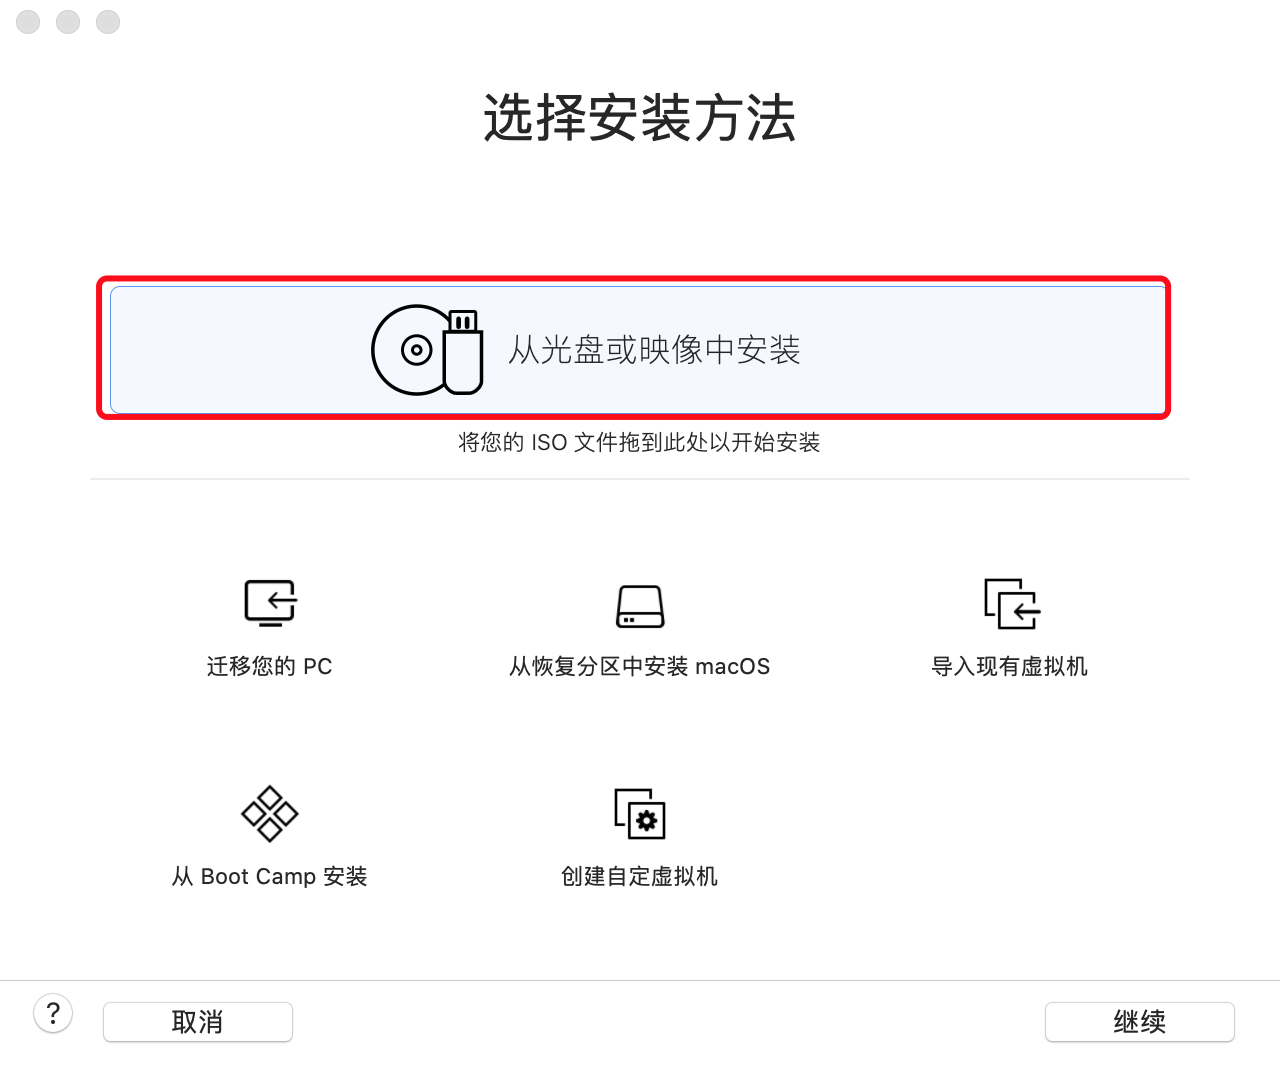 选择安装方法
从光盘或映像中安装
将您的 ISO 文件拖到此处以开始安装
迁移您的 PC
从恢复分区中安装 macOS
导入现有虚拟机
从 Boot Camp 安装
创建自定虚拟机
?
取消
继续